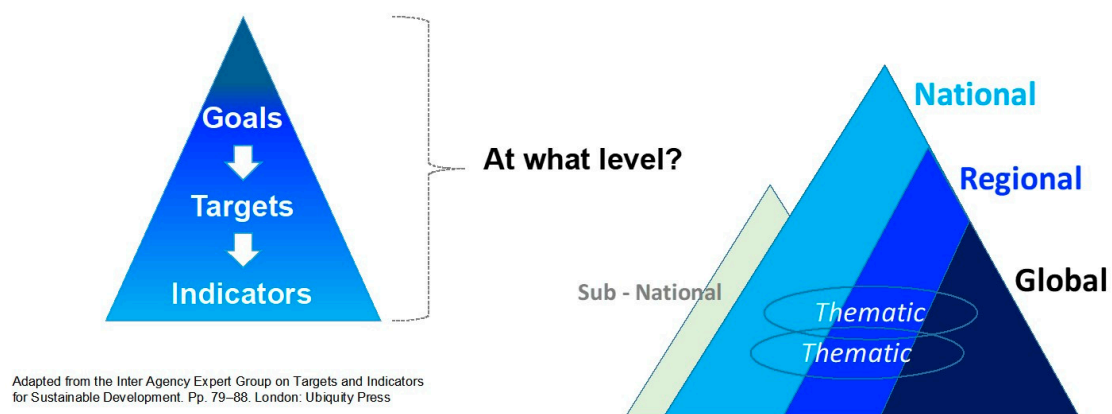 Goals
Targets
Indicators
At what level?
National
Regional
Global
Sub - National
Thematic
Thematic
Adapted from the Inter Agency Expert Group on Targets and Indicators
for Sustainable Development. Pp. 79–88. London: Ubiquity Press